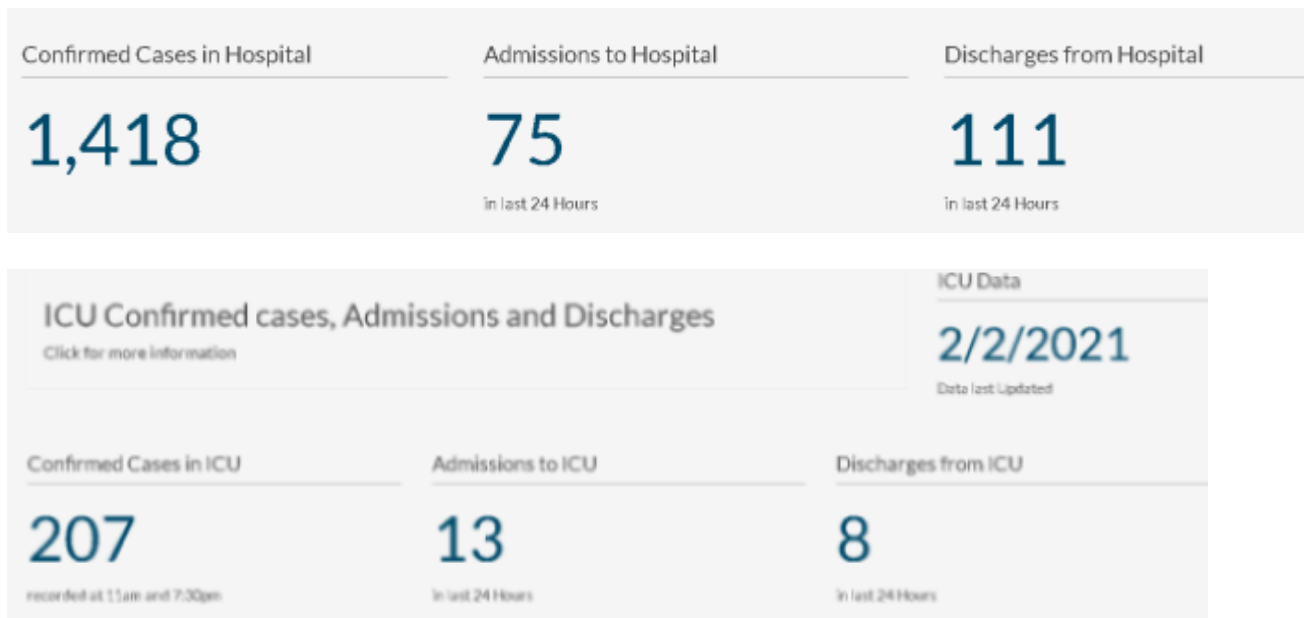 Confirmed Cases in Hospital
Admissions to Hospital
Discharges from Hospital
1,418
75
111
in last 24 Hours
in last 24 Hours
ICU Data
ICU Confirmed cases, Admissions and Discharges
2/2/2021
Click for more information
Data last Updated
Confirmed Cases in ICU
Admissions to ICU
Discharges from ICU
207
13
8
recorded at 11am and 7:30pm
in last 24 Hours
in last 24 Hours